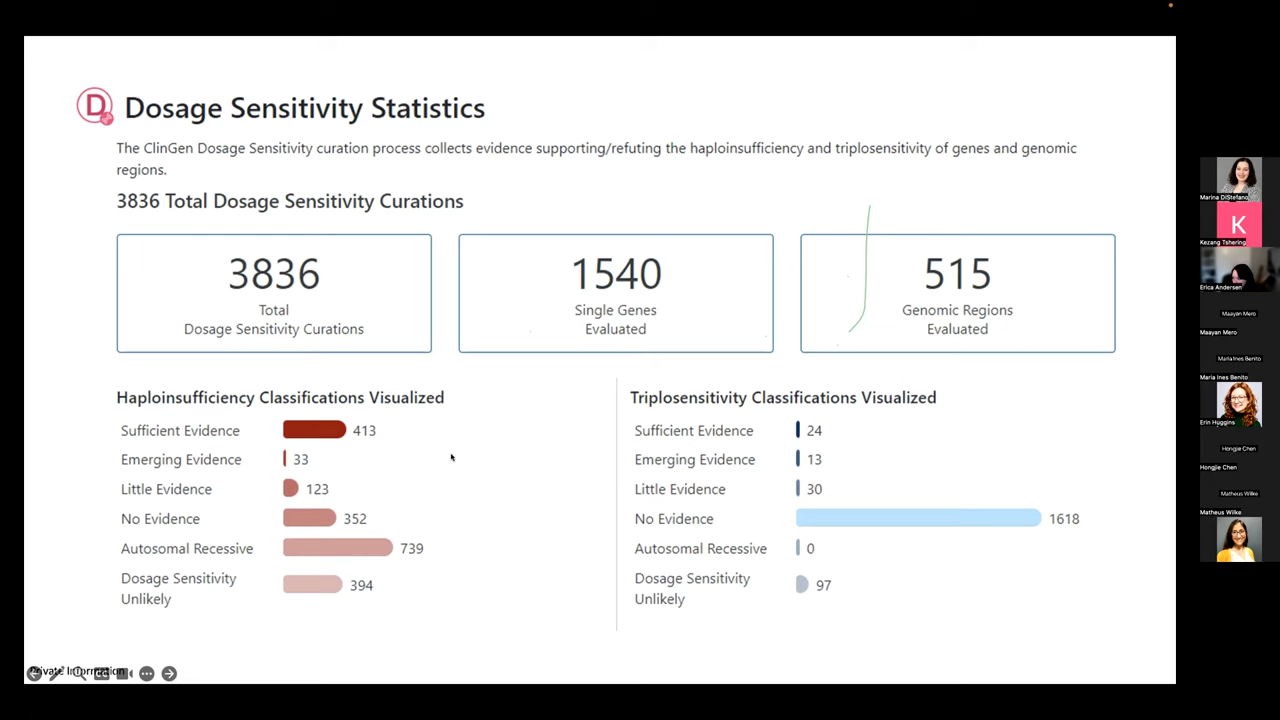 D
Dosage Sensitivity Statistics
The ClinGen Dosage Sensitivity curation process collects evidence supporting/refuting the haploinsufficiency and triplosensitivity of genes and genomic
regions.
3836 Total Dosage Sensitivity Curations
3836
Total
Dosage Sensitivity Curations
1540
Single Genes
Evaluated
515
Genomic Regions
Evaluated
Haploinsufficiency Classifications Visualized
Sufficient Evidence 413
Emerging Evidence 33
Little Evidence 123
No Evidence 352
Autosomal Recessive 739
Dosage Sensitivity
Unlikely 394
Triplosensitivity Classifications Visualized
Sufficient Evidence 24
Emerging Evidence 13
Little Evidence 30
No Evidence 1618
Autosomal Recessive 0
Dosage Sensitivity
Unlikely 97
Private Information
Marina DiStefano
K
Kezang Tshering
Erica Andersen
Maayan Mero
Maayan Mero
Maria Ines Benito
Maria Ines Benito
Erin Huggins
Hongjie Chen
Hongjie Chen
Matheus Wilke
Matheus Wilke